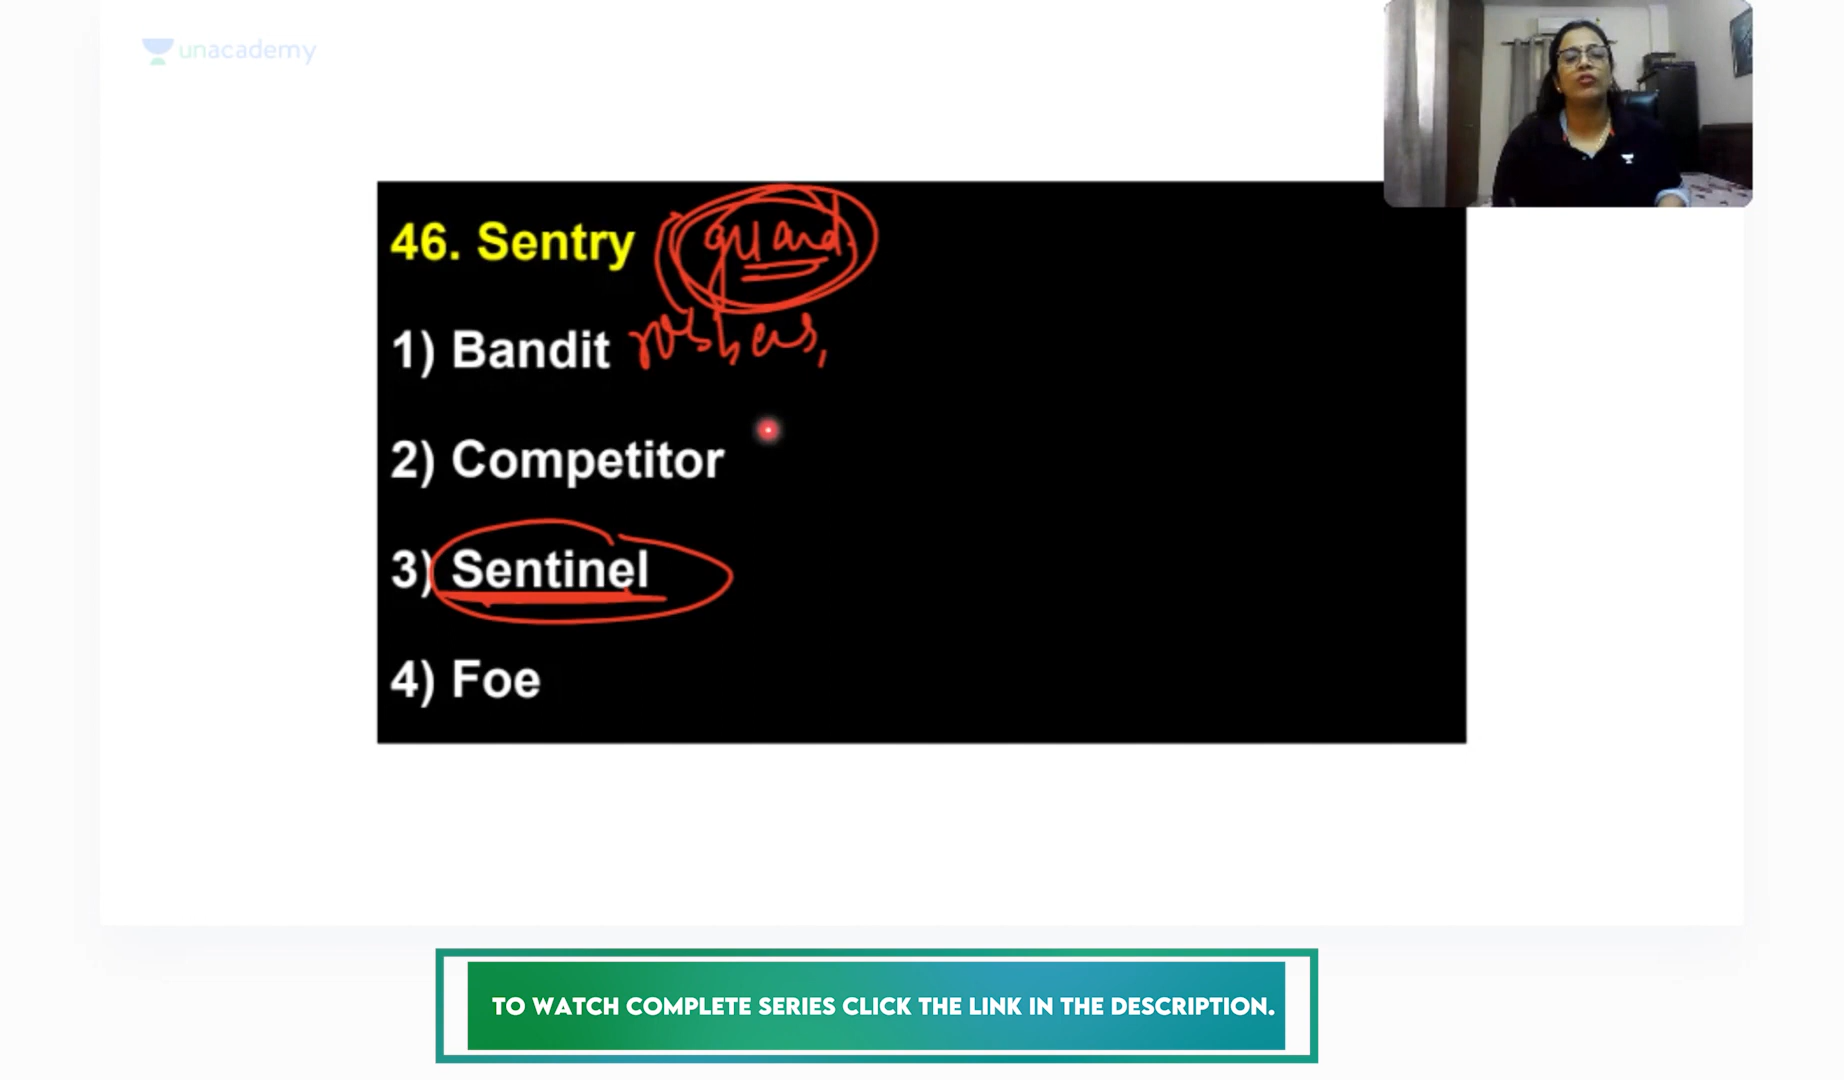 unacademy
46. Sentry guard
1) Bandit robbers,
2) Competitor
3) Sentinel
4) Foe
TO WATCH COMPLETE SERIES CLICK THE LINK IN THE DESCRIPTION.